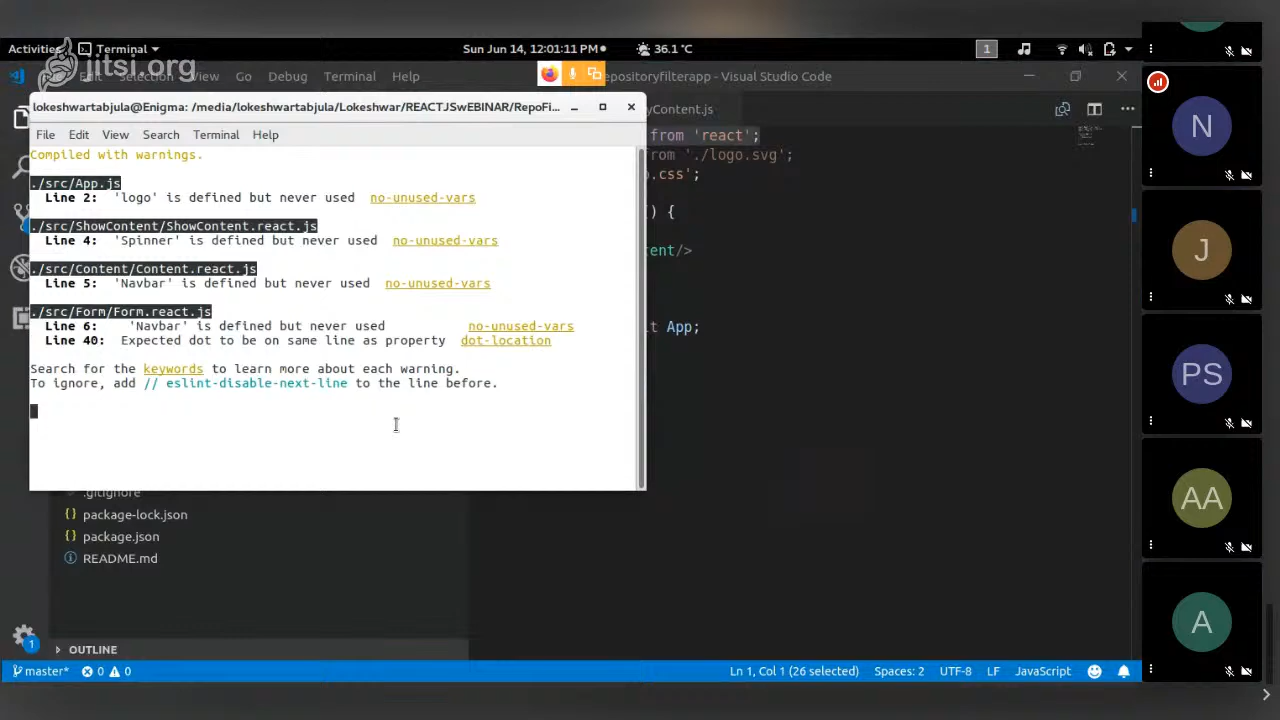 Activities
Terminal
Sun Jun 14, 12:01:11 PM
36.1 °C
1
jitsi.org
Edit Selection View Go Debug Terminal Help
epositoryfilterapp - Visual Studio Code
lokeshwartabjula@Enigma: /media/lokeshwartabjula/Lokeshwar/REACTJSwEBINAR/RepoFi...
yContent.js
File Edit View Search Terminal Help
Compiled with warnings.
./src/App.js
Line 2: 'logo' is defined but never used no-unused-vars
./src/ShowContent/ShowContent.react.js
Line 4: 'Spinner' is defined but never used no-unused-vars
./src/Content/Content.react.js
Line 5: 'Navbar' is defined but never used no-unused-vars
./src/Form/Form.react.js
Line 6: 'Navbar' is defined but never used no-unused-vars
Line 40: Expected dot to be on same line as property dot-location
Search for the keywords to learn more about each warning.
To ignore, add // eslint-disable-next-line to the line before.
from 'react';
from './logo.svg';
.css';
() {
tent/>
t App;
.gitignore
{} package-lock.json
{} package.json
README.md
OUTLINE
1
master* 0 0
Ln 1, Col 1 (26 selected) Spaces: 2 UTF-8 LF JavaScript
N
J
PS
AA
A